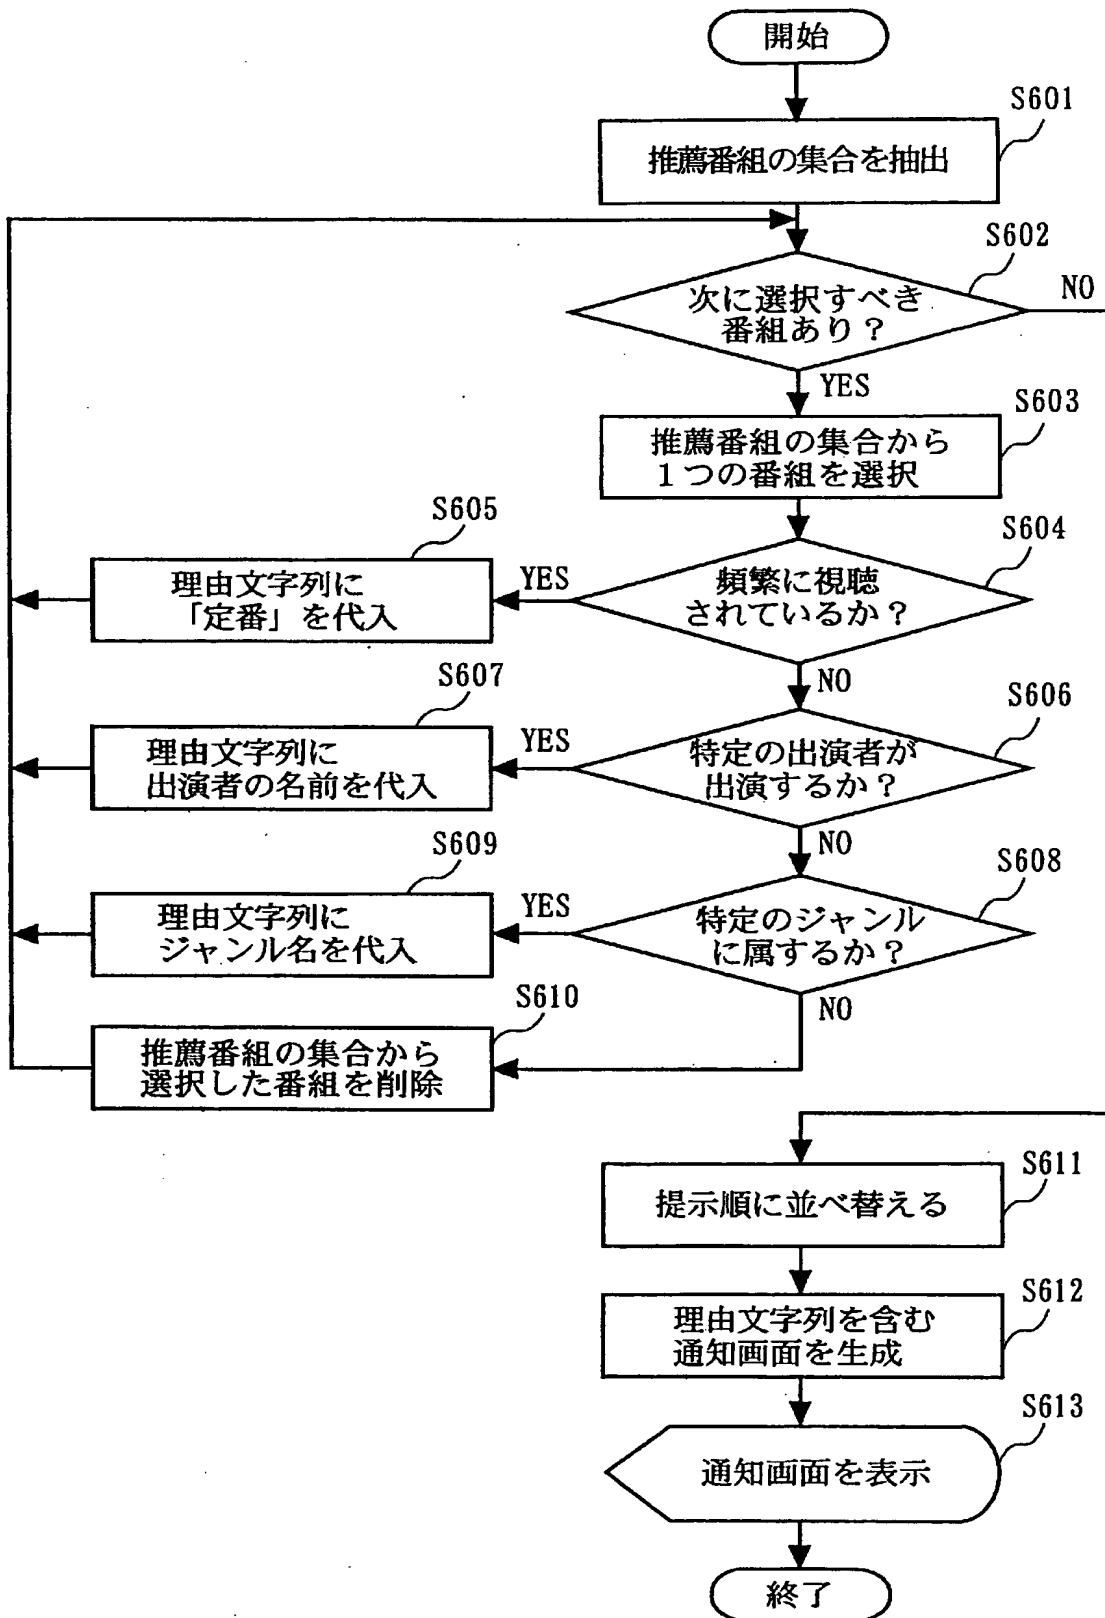 開始
S601
推薦番組の集合を抽出
S602
次に選択すべき
番組あり？
NO
YES
S603
推薦番組の集合から
１つの番組を選択
S604
頻繁に視聴
されているか？
YES
S605
理由文字列に
「定番」を代入
NO
S606
特定の出演者が
出演するか？
YES
S607
理由文字列に
出演者の名前を代入
NO
S608
特定のジャンル
に属するか？
YES
S609
理由文字列に
ジャンル名を代入
NO
S610
推薦番組の集合から
選択した番組を削除
S611
提示順に並べ替える
S612
理由文字列を含む
通知画面を生成
S613
通知画面を表示
終了